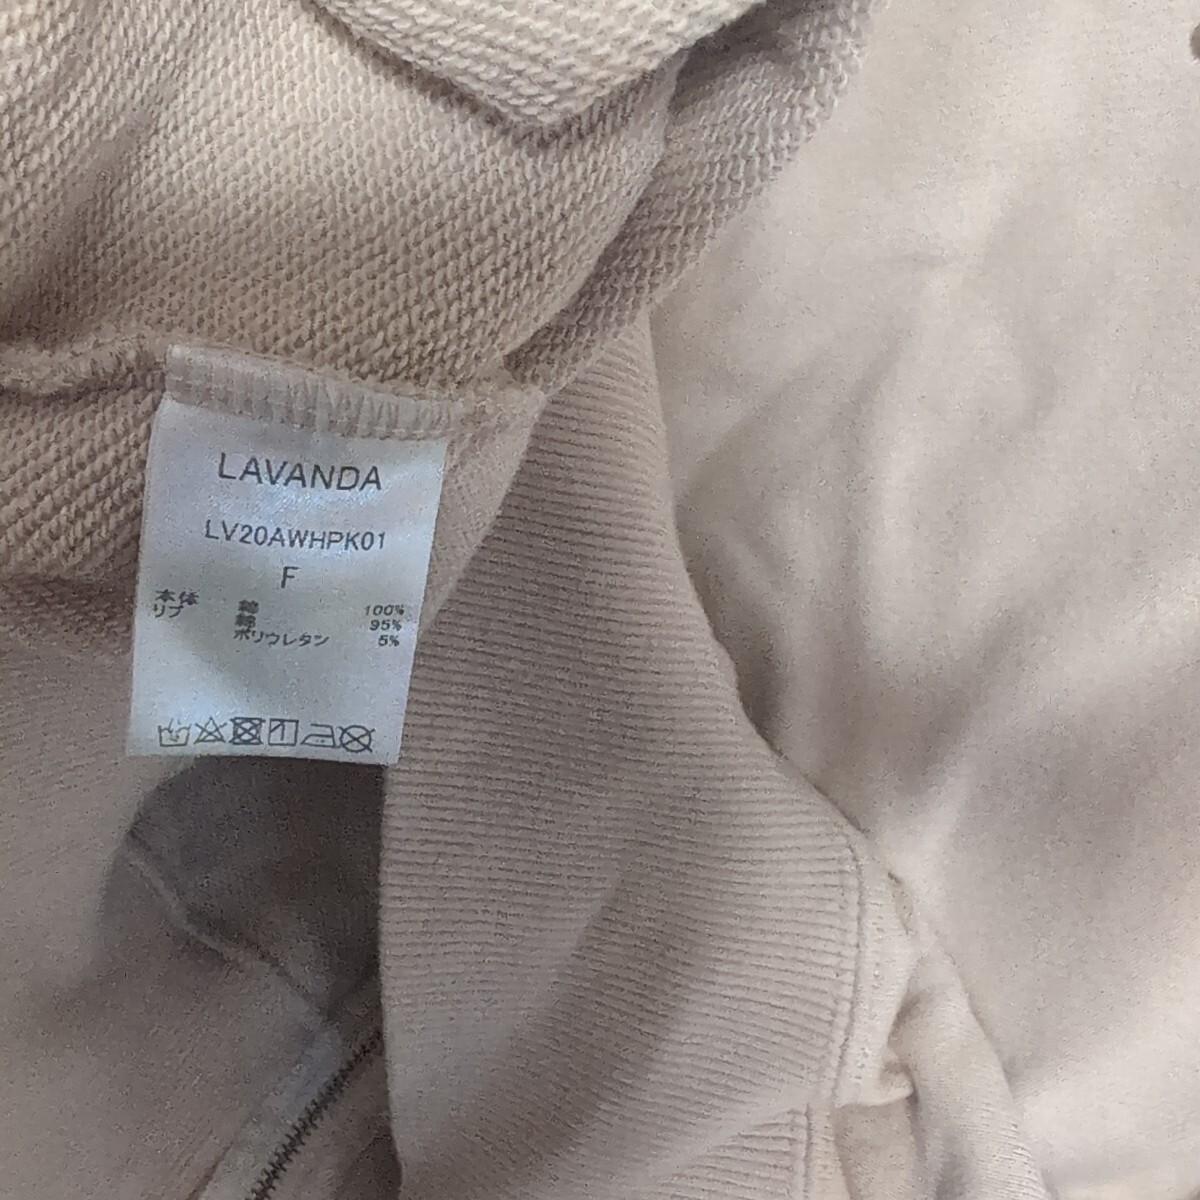 LAVANDA
LV20AWHPK01
F
本体 綿 100%
リブ 綿 95%
ポリウレタン 5%